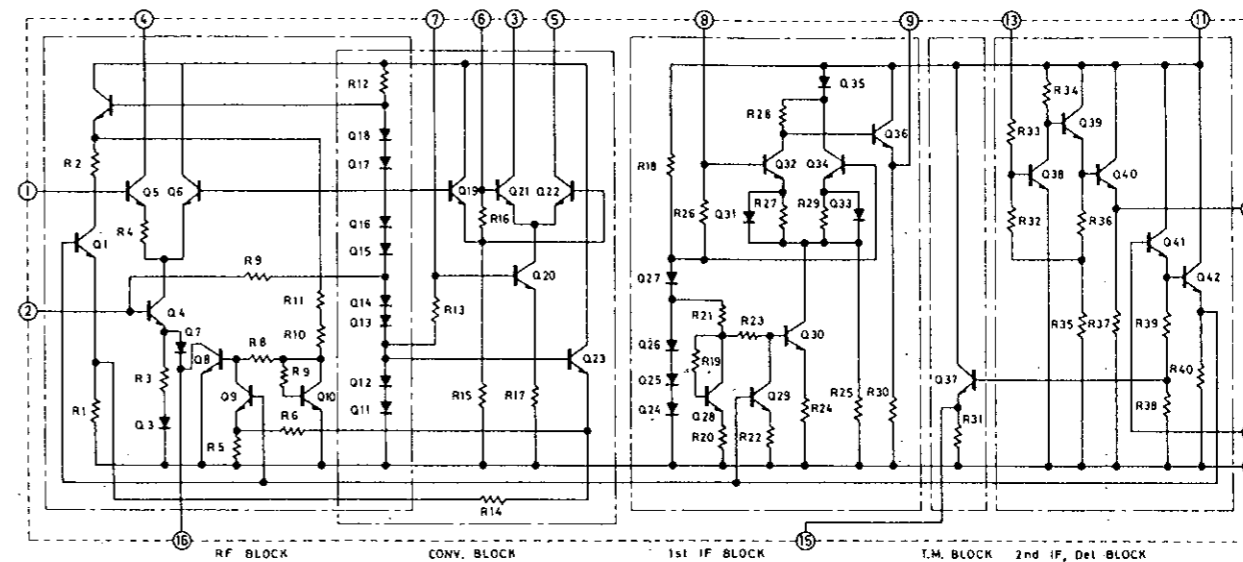 4 7 6 3 5 8 9 13 11
R12 Q35 R34
Q18 R28 Q39
Q17 Q36 R33
R2 R18 Q32 Q34 Q38 Q40
1 Q5 Q6 Q19 Q21 Q22
R4 Q16 R16 R26 Q31 R27 R29 Q33 R32 R36
Q1 Q15 Q41
R9 Q20 Q27 Q42
2 Q4 R11 Q14 R13 R21
Q7 R10 Q13 R23 Q30 R35 R37 R39
Q8 R8 Q23 Q26 R19
R3 Q9 R9 Q10 Q12 Q25 Q29 Q37 R40
R1 R6 Q11 R15 R17 Q24 Q28 R24 R25 R30 R38
Q3 R5 R20 R22 R31
R14
16 15
RF BLOCK CONV. BLOCK 1st IF BLOCK T.M. BLOCK 2nd IF, Det BLOCK